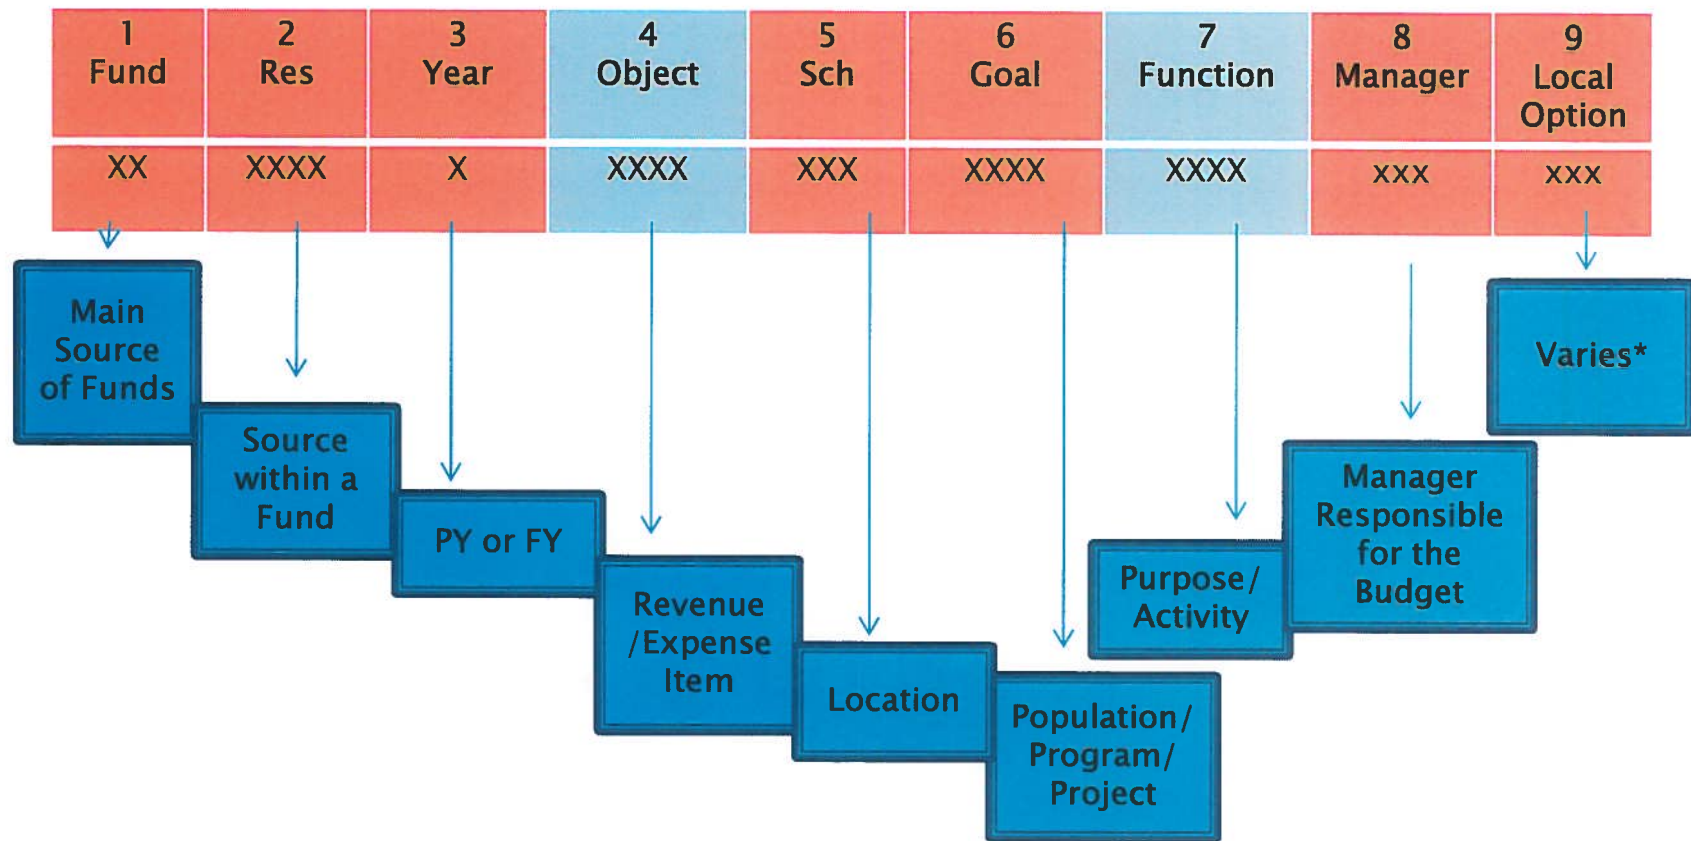 1
Fund
2
Res
3
Year
4
Object
5
Sch
6
Goal
7
Function
8
Manager
9
Local
Option
XX
XXXX
X
XXXX
XXX
XXXX
XXXX
xxx
xxx
Main
Source
of Funds
Source
within a
Fund
PY or FY
Revenue
/Expense
Item
Location
Population/
Program/
Project
Purpose/
Activity
Manager
Responsible
for the
Budget
Varies*